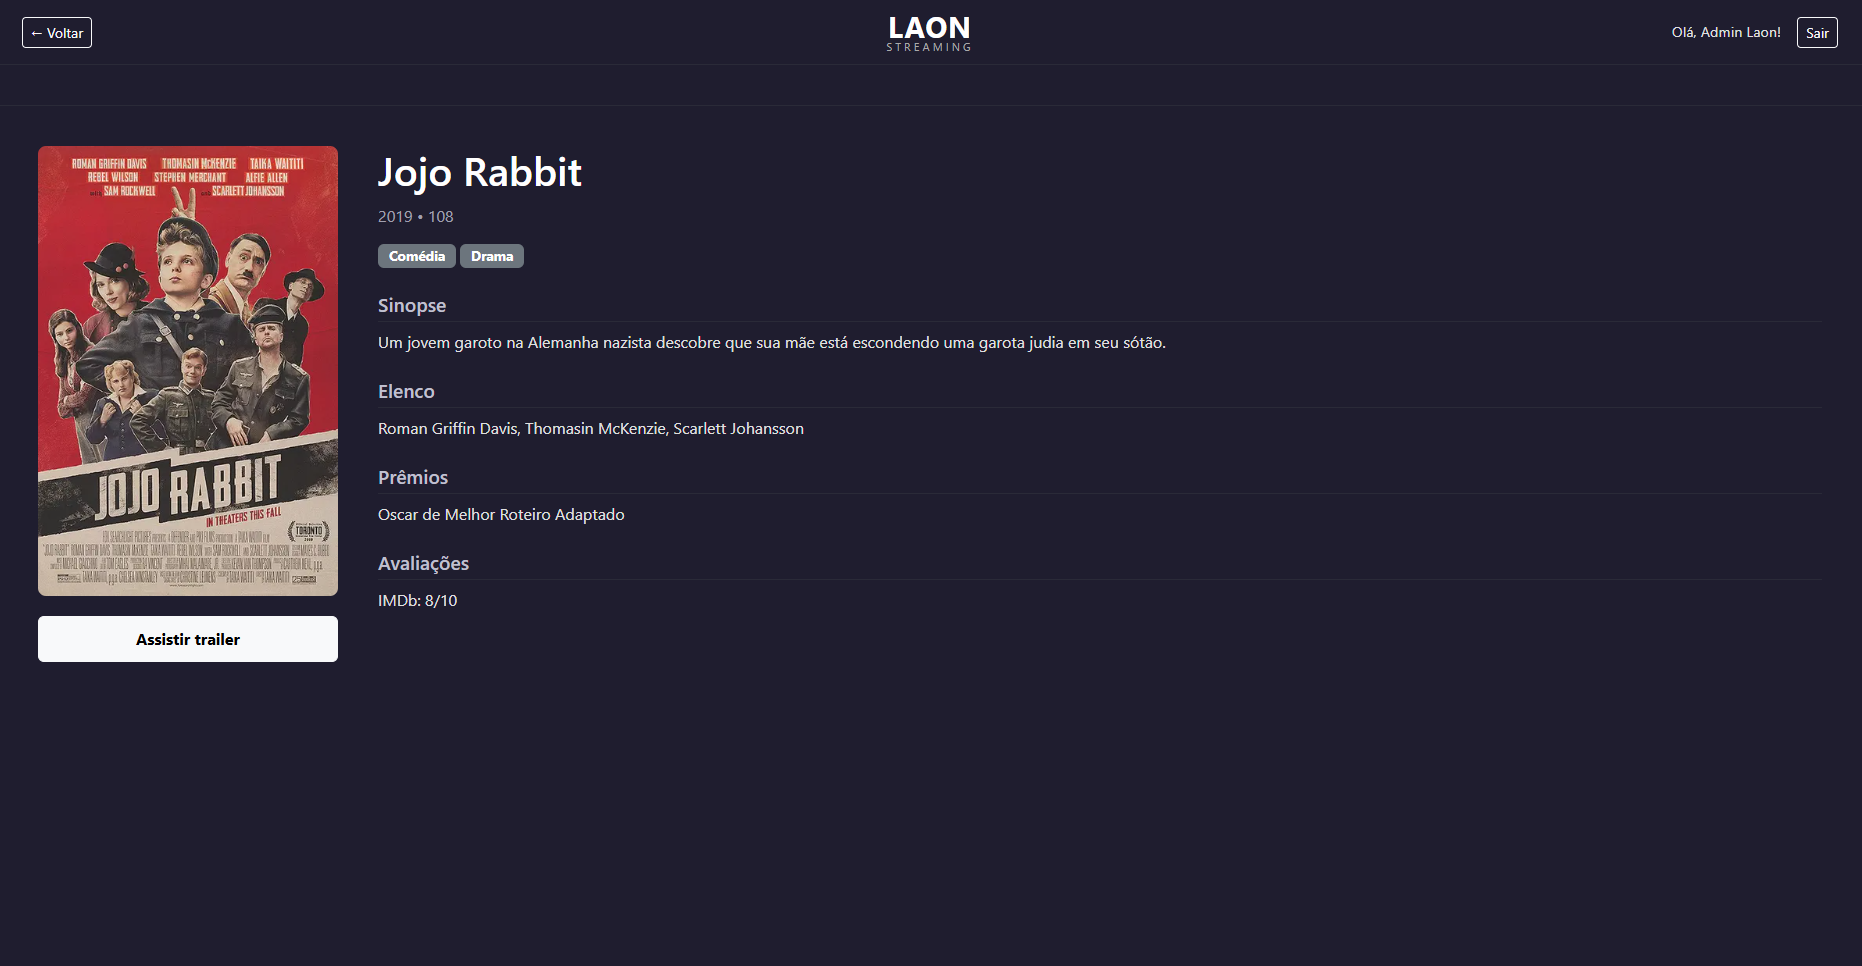 ← Voltar
LAON
STREAMING
Olá, Admin Laon!
Sair
ROMAN GRIFFIN DAVIS THOMASIN McKENZIE TAIKA WAITITI
REBEL WILSON STEPHEN MERCHANT ALFIE ALLEN
SAM ROCKWELL SCARLETT JOHANSSON
JOJO RABBIT
IN THEATERS THIS FALL
TORONTO
Assistir trailer
Jojo Rabbit
2019 • 108
Comédia Drama
Sinopse
Um jovem garoto na Alemanha nazista descobre que sua mãe está escondendo uma garota judia em seu sótão.
Elenco
Roman Griffin Davis, Thomasin McKenzie, Scarlett Johansson
Prêmios
Oscar de Melhor Roteiro Adaptado
Avaliações
IMDb: 8/10